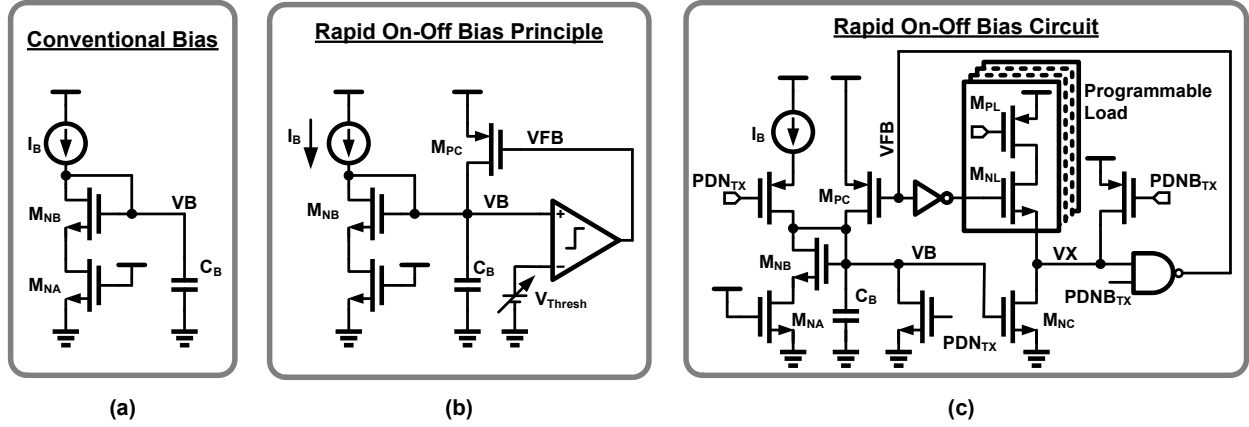 Conventional Bias
I_B
M_NB
VB
M_NA
C_B
(a)
Rapid On-Off Bias Principle
I_B
M_PC
VFB
M_NB
VB
+
−
C_B
V_Thresh
(b)
Rapid On-Off Bias Circuit
Programmable
Load
M_PL
I_B
VFB
PDN_TX
M_PC
M_NL
PDNB_TX
M_NB
VB
VX
C_B
PDNB_TX
M_NA
PDN_TX
M_NC
(c)